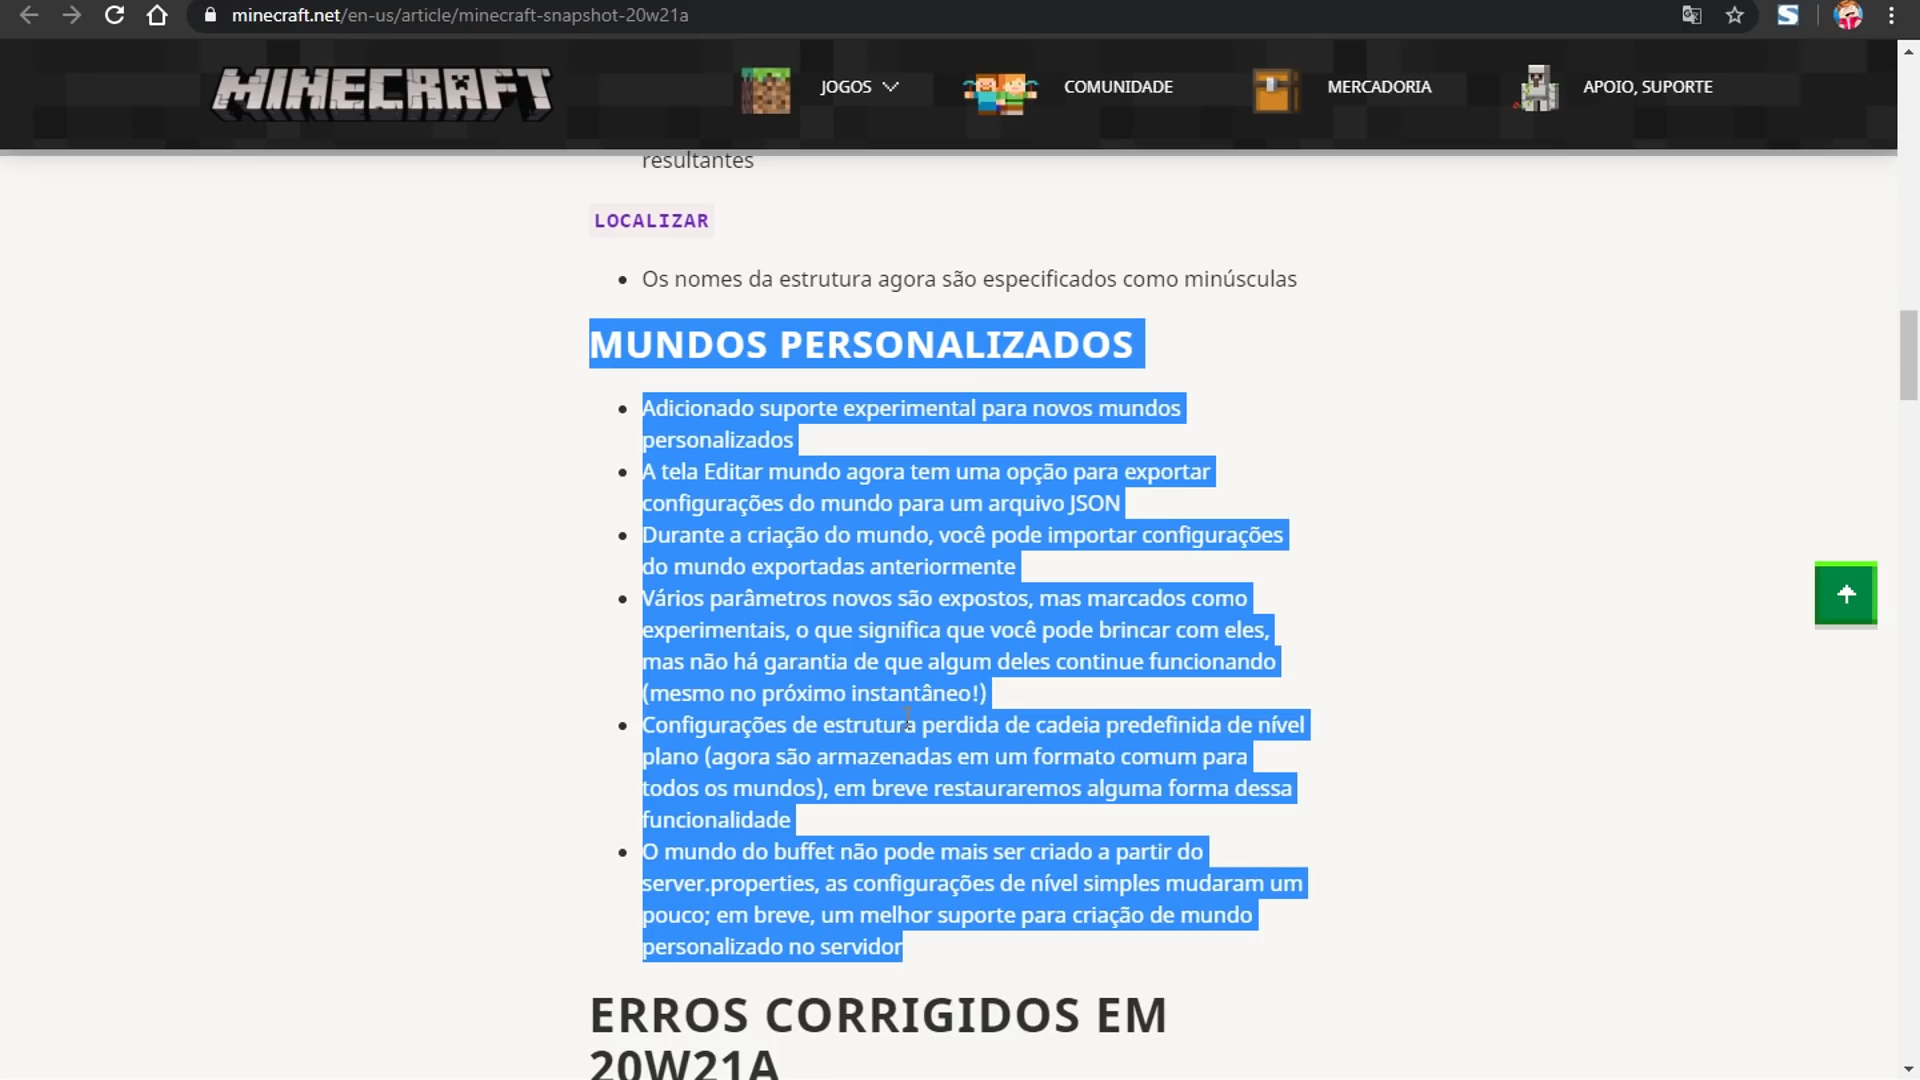 minecraft.net/en-us/article/minecraft-snapshot-20w21a
MINECRAFT
JOGOS
COMUNIDADE
MERCADORIA
APOIO, SUPORTE
resultantes
LOCALIZAR
Os nomes da estrutura agora são especificados como minúsculas
MUNDOS PERSONALIZADOS
Adicionado suporte experimental para novos mundos
personalizados
A tela Editar mundo agora tem uma opção para exportar
configurações do mundo para um arquivo JSON
Durante a criação do mundo, você pode importar configurações
do mundo exportadas anteriormente
Vários parâmetros novos são expostos, mas marcados como
experimentais, o que significa que você pode brincar com eles,
mas não há garantia de que algum deles continue funcionando
(mesmo no próximo instantâneo!)
Configurações de estrutura perdida de cadeia predefinida de nível
plano (agora são armazenadas em um formato comum para
todos os mundos), em breve restauraremos alguma forma dessa
funcionalidade
O mundo do buffet não pode mais ser criado a partir do
server.properties, as configurações de nível simples mudaram um
pouco; em breve, um melhor suporte para criação de mundo
personalizado no servidor
ERROS CORRIGIDOS EM
20W21A